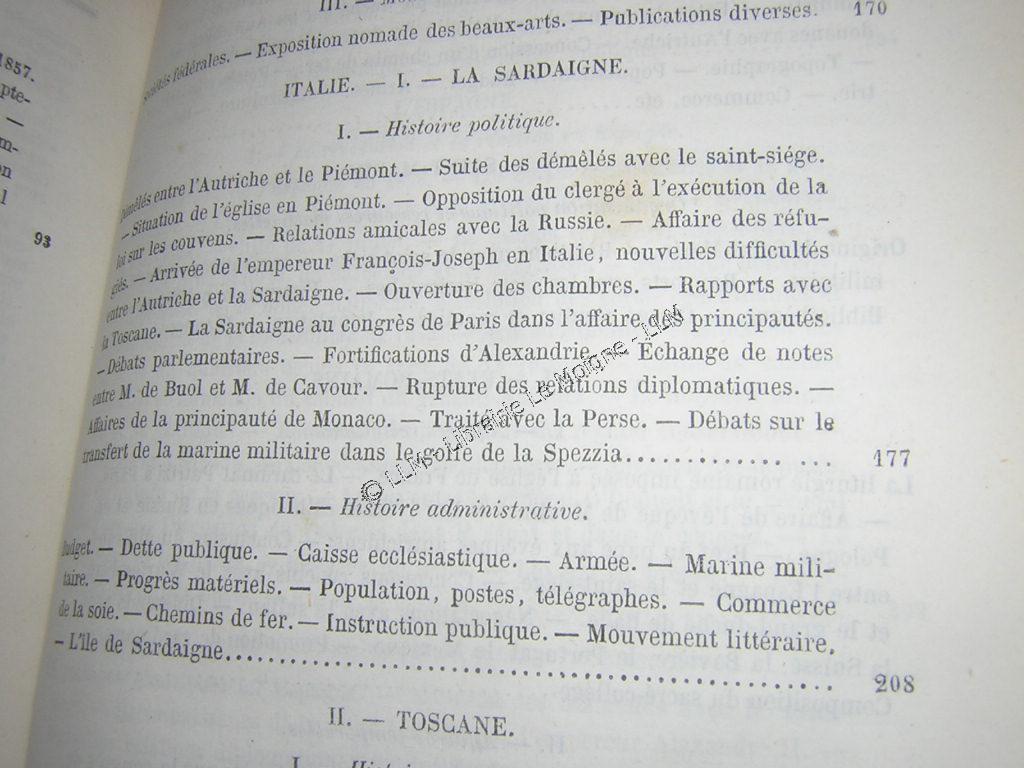 1857.
pte-
—
m-
on
l
93
III. —
Sociétés fédérales. — Exposition nomade des beaux-arts. — Publications diverses. 170
ITALIE. — I. — LA SARDAIGNE.
I. — Histoire politique.
Démêlés entre l'Autriche et le Piémont. — Suite des démêlés avec le saint-siége.
— Situation de l'église en Piémont. — Opposition du clergé à l'exécution de la
loi sur les couvens. — Relations amicales avec la Russie. — Affaire des réfu-
giés. — Arrivée de l'empereur François-Joseph en Italie, nouvelles difficultés
entre l'Autriche et la Sardaigne. — Ouverture des chambres. — Rapports avec
la Toscane. — La Sardaigne au congrès de Paris dans l'affaire des principautés.
— Débats parlementaires. — Fortifications d'Alexandrie. — Echange de notes
entre M. de Buol et M. de Cavour. — Rupture des relations diplomatiques. —
Affaires de la principauté de Monaco. — Traité avec la Perse. — Débats sur le
transfert de la marine militaire dans le golfe de la Spezzia............... ... 177
II. — Histoire administrative.
Budget. — Dette publique. — Caisse ecclésiastique. — Armée. — Marine mili-
taire. — Progrès matériels. — Population, postes, télégraphes. — Commerce
de la soie. — Chemins de fer. — Instruction publique. — Mouvement littéraire.
— L'île de Sardaigne................................................ 208
II. — TOSCANE.
I. — Histoire
© LLM - Librairie Le Moigne - LLM